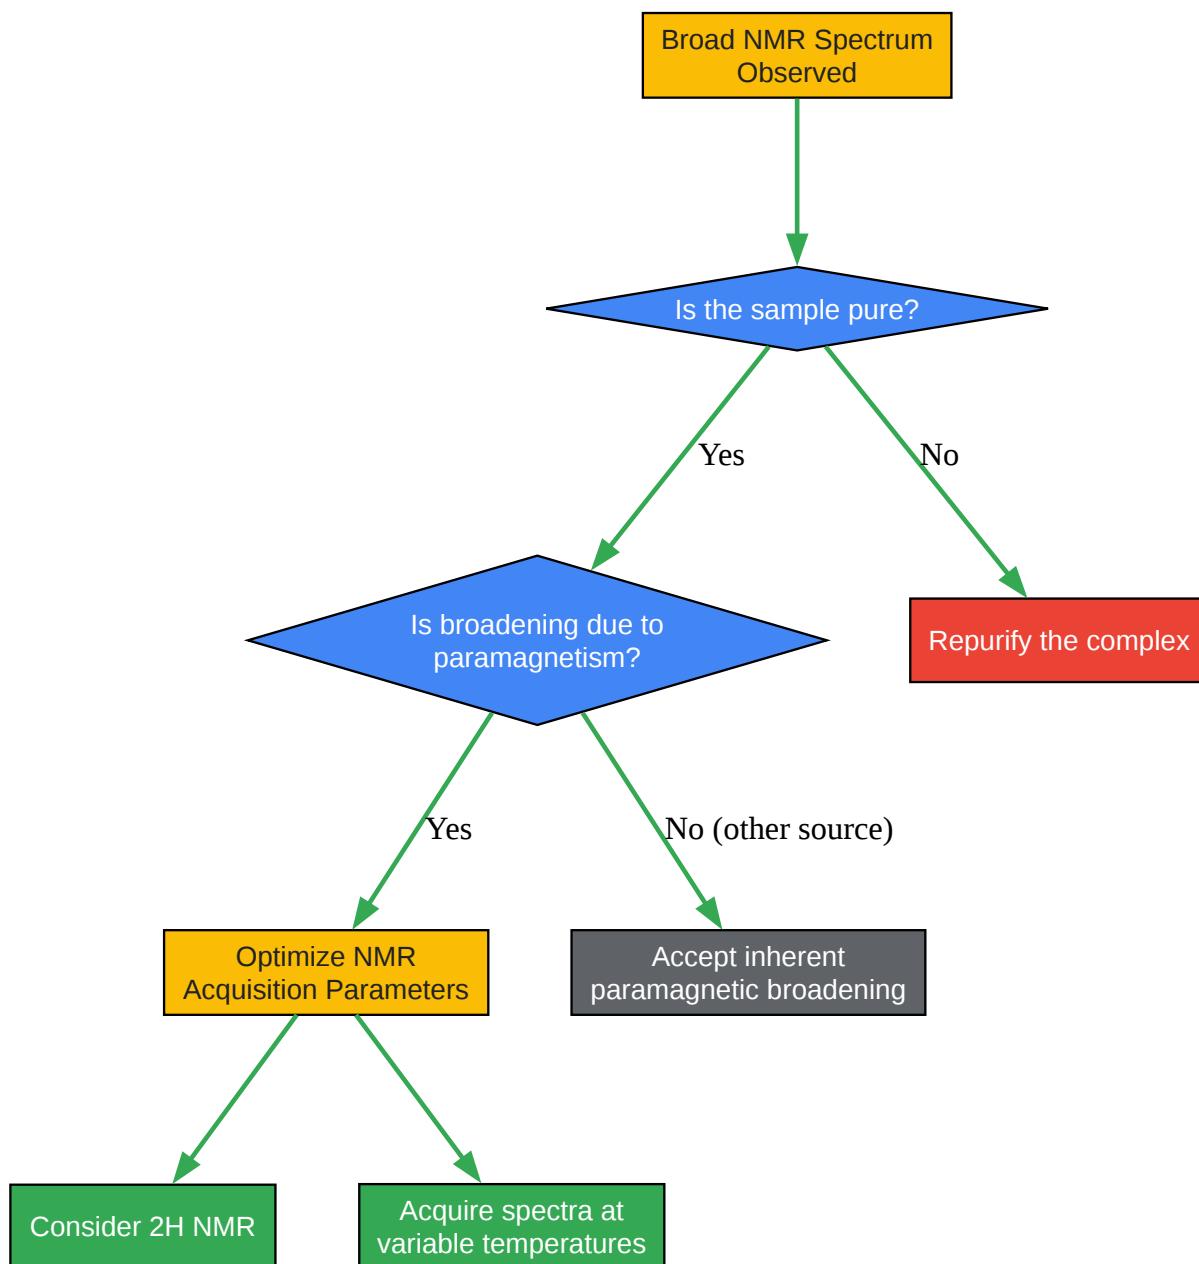 Broad NMR Spectrum
Observed
Is the sample pure?
Yes
No
Is broadening due to
paramagnetism?
Repurify the complex
Yes
No (other source)
Optimize NMR
Acquisition Parameters
Accept inherent
paramagnetic broadening
Consider 2H NMR
Acquire spectra at
variable temperatures